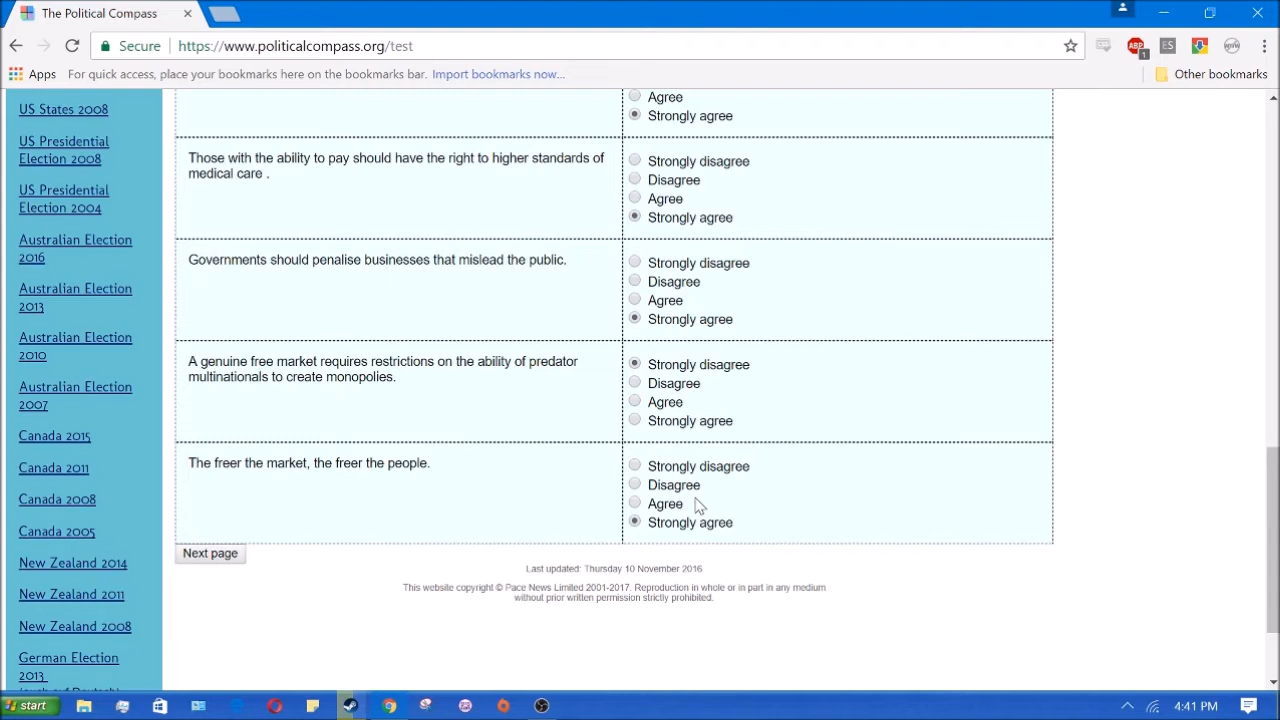 The Political Compass
Secure
https://www.politicalcompass.org/test
ABP
1
ES
Apps
For quick access, place your bookmarks here on the bookmarks bar. Import bookmarks now...
Other bookmarks
US States 2008
US Presidential
Election 2008
US Presidential
Election 2004
Australian Election
2016
Australian Election
2013
Australian Election
2010
Australian Election
2007
Canada 2015
Canada 2011
Canada 2008
Canada 2005
New Zealand 2014
New Zealand 2011
New Zealand 2008
German Election
2013
(auch auf Deutsch)
Agree
Strongly agree
Those with the ability to pay should have the right to higher standards of
medical care .
Strongly disagree
Disagree
Agree
Strongly agree
Governments should penalise businesses that mislead the public.
Strongly disagree
Disagree
Agree
Strongly agree
A genuine free market requires restrictions on the ability of predator
multinationals to create monopolies.
Strongly disagree
Disagree
Agree
Strongly agree
The freer the market, the freer the people.
Strongly disagree
Disagree
Agree
Strongly agree
Next page
Last updated: Thursday 10 November 2016
This website copyright © Pace News Limited 2001-2017. Reproduction in whole or in part in any medium
without prior written permission strictly prohibited.
start
4:41 PM